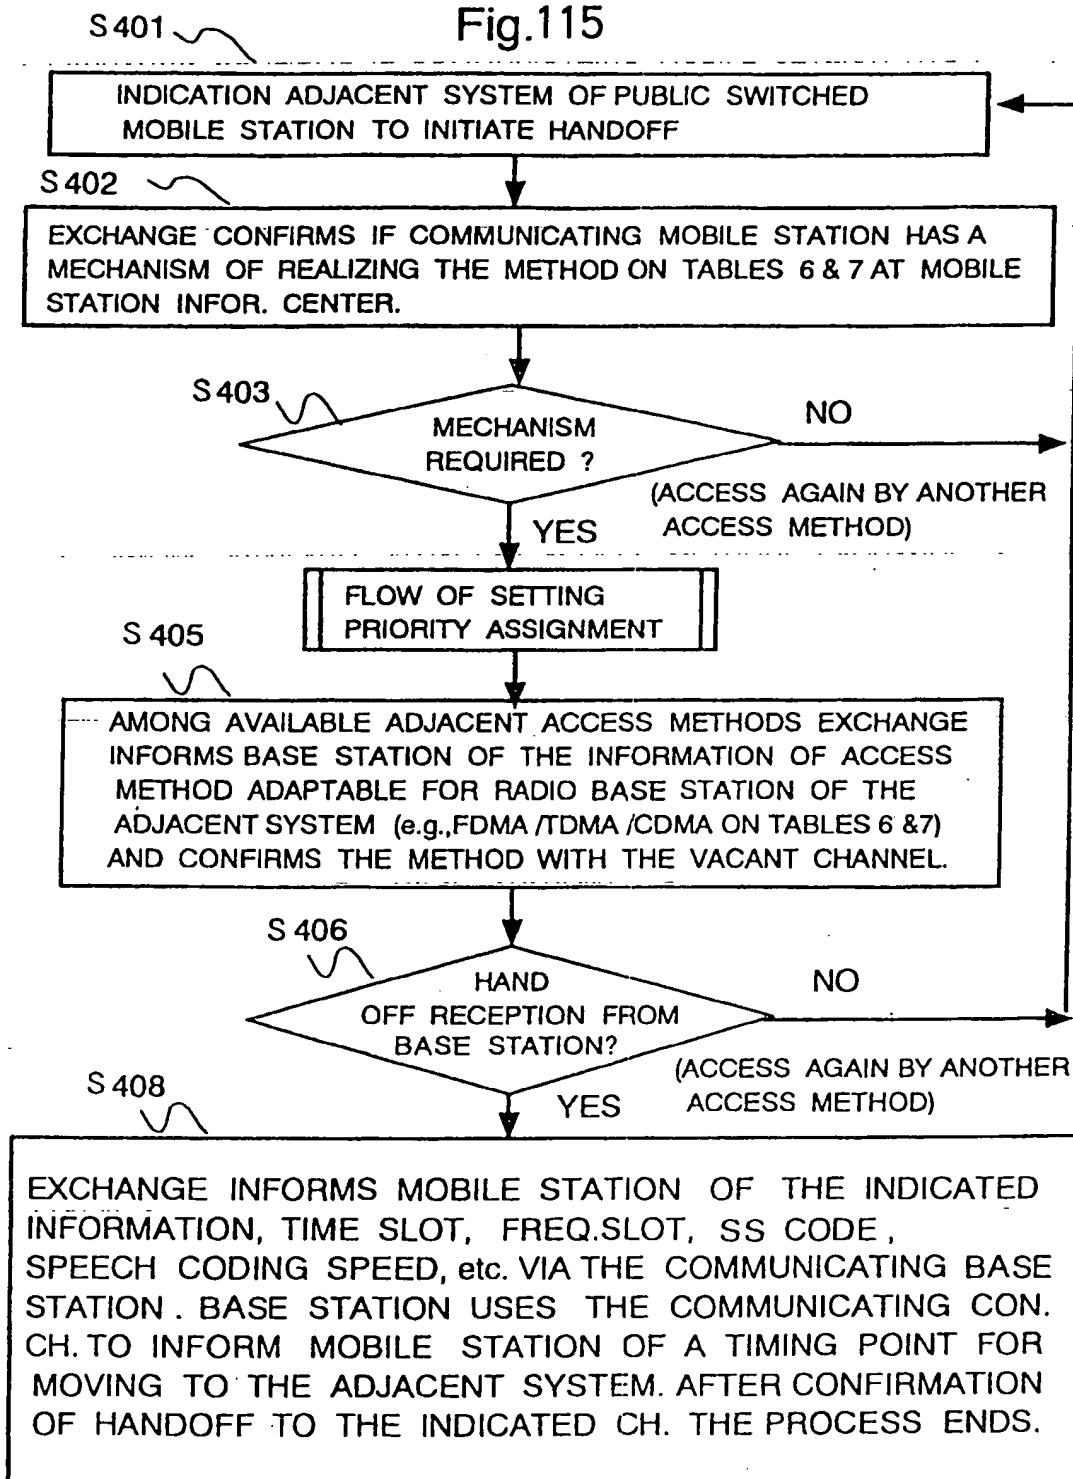 Fig.115
S 401
INDICATION ADJACENT SYSTEM OF PUBLIC SWITCHED
MOBILE STATION TO INITIATE HANDOFF
S 402
EXCHANGE CONFIRMS IF COMMUNICATING MOBILE STATION HAS A
MECHANISM OF REALIZING THE METHOD ON TABLES 6 & 7 AT MOBILE
STATION INFOR. CENTER.
S 403
MECHANISM
REQUIRED ?
NO
(ACCESS AGAIN BY ANOTHER
ACCESS METHOD)
YES
FLOW OF SETTING
PRIORITY ASSIGNMENT
S 405
AMONG AVAILABLE ADJACENT ACCESS METHODS EXCHANGE
INFORMS BASE STATION OF THE INFORMATION OF ACCESS
METHOD ADAPTABLE FOR RADIO BASE STATION OF THE
ADJACENT SYSTEM (e.g.,FDMA /TDMA /CDMA ON TABLES 6 &7)
AND CONFIRMS THE METHOD WITH THE VACANT CHANNEL.
S 406
HAND
OFF RECEPTION FROM
BASE STATION?
NO
(ACCESS AGAIN BY ANOTHER
ACCESS METHOD)
YES
S 408
EXCHANGE INFORMS MOBILE STATION OF THE INDICATED
INFORMATION, TIME SLOT, FREQ.SLOT, SS CODE,
SPEECH CODING SPEED, etc. VIA THE COMMUNICATING BASE
STATION. BASE STATION USES THE COMMUNICATING CON.
CH. TO INFORM MOBILE STATION OF A TIMING POINT FOR
MOVING TO THE ADJACENT SYSTEM. AFTER CONFIRMATION
OF HANDOFF TO THE INDICATED CH. THE PROCESS ENDS.